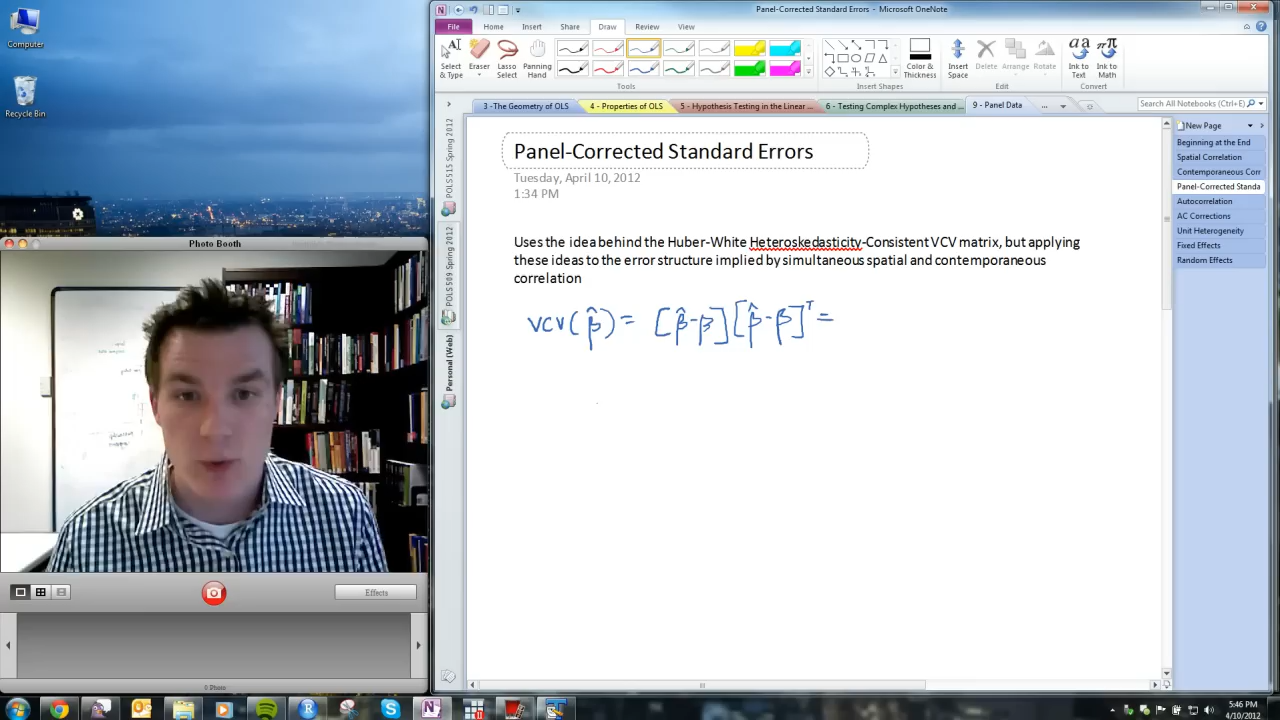 Panel-Corrected Standard Errors - Microsoft OneNote
Computer
Recycle Bin
File Home Insert Share Draw Review View
Select & Type
Eraser
Lasso Select
Panning Hand
Color & Thickness
Insert Space
Delete
Arrange
Rotate
Ink to Text
Ink to Math
Tools
Insert Shapes
Edit
Convert
3 -The Geometry of OLS
4 - Properties of OLS
5 - Hypothesis Testing in the Linear ...
6 - Testing Complex Hypotheses and ...
9 - Panel Data
...
Search All Notebooks (Ctrl+E)
New Page
Beginning at the End
Spatial Correlation
Contemporaneous Corr
Panel-Corrected Standa
Autocorrelation
AC Corrections
Unit Heterogeneity
Fixed Effects
Random Effects
POLS 515 Spring 2012
POLS 509 Spring 2012
Personal (Web)
Panel-Corrected Standard Errors
Tuesday, April 10, 2012
1:34 PM
Uses the idea behind the Huber-White Heteroskedasticity-Consistent VCV matrix, but applying
these ideas to the error structure implied by simultaneous spatial and contemporaneous
correlation
VCV(β̂) = [β̂-β][β̂-β]ᵀ =
Photo Booth
Effects
0 Photo
5:46 PM
4/10/2012